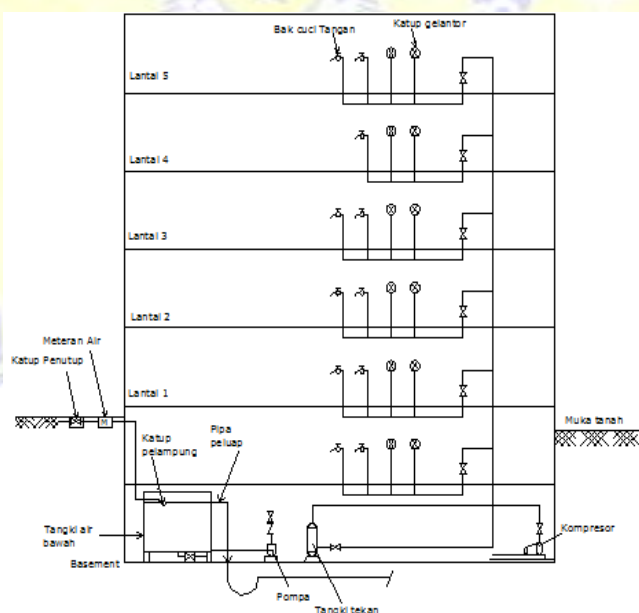 Bak cuci Tangan
Katup gelantor
Lantai 5
Lantai 4
Lantai 3
Lantai 2
Meteran Air
Katup Penutup
Lantai 1
M
Muka tanah
Katup
pelampung
Pipa
peluap
Tangki air
bawah
Kompresor
Basement
Pompa
Tangki tekan